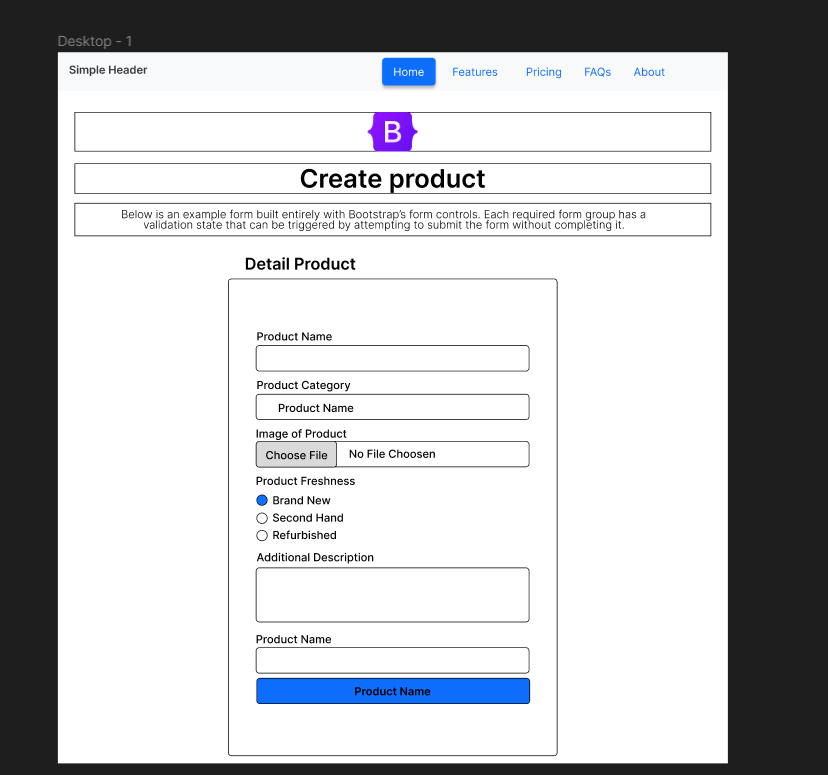 Desktop - 1
Simple Header
Home
Features
Pricing
FAQs
About
B
Create product
Below is an example form built entirely with Bootstrap's form controls. Each required form group has a
validation state that can be triggered by attempting to submit the form without completing it.
Detail Product
Product Name
Product Category
Product Name
Image of Product
Choose File
No File Choosen
Product Freshness
Brand New
Second Hand
Refurbished
Additional Description
Product Name
Product Name